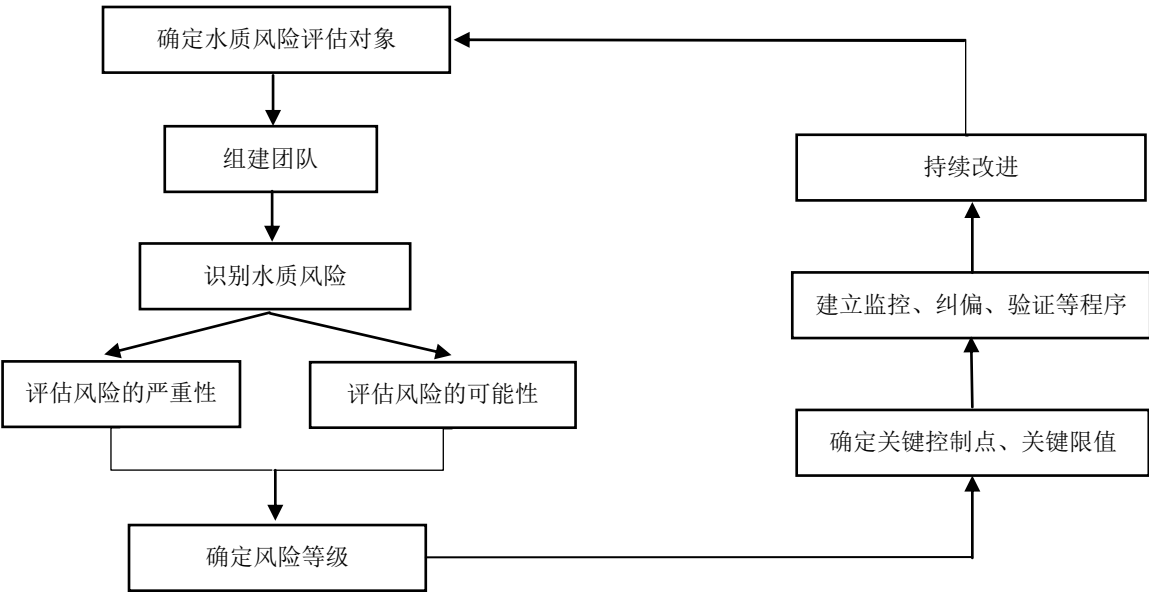 确定水质风险评估对象
组建团队
识别水质风险
评估风险的严重性
评估风险的可能性
确定风险等级
确定关键控制点、关键限值
建立监控、纠偏、验证等程序
持续改进